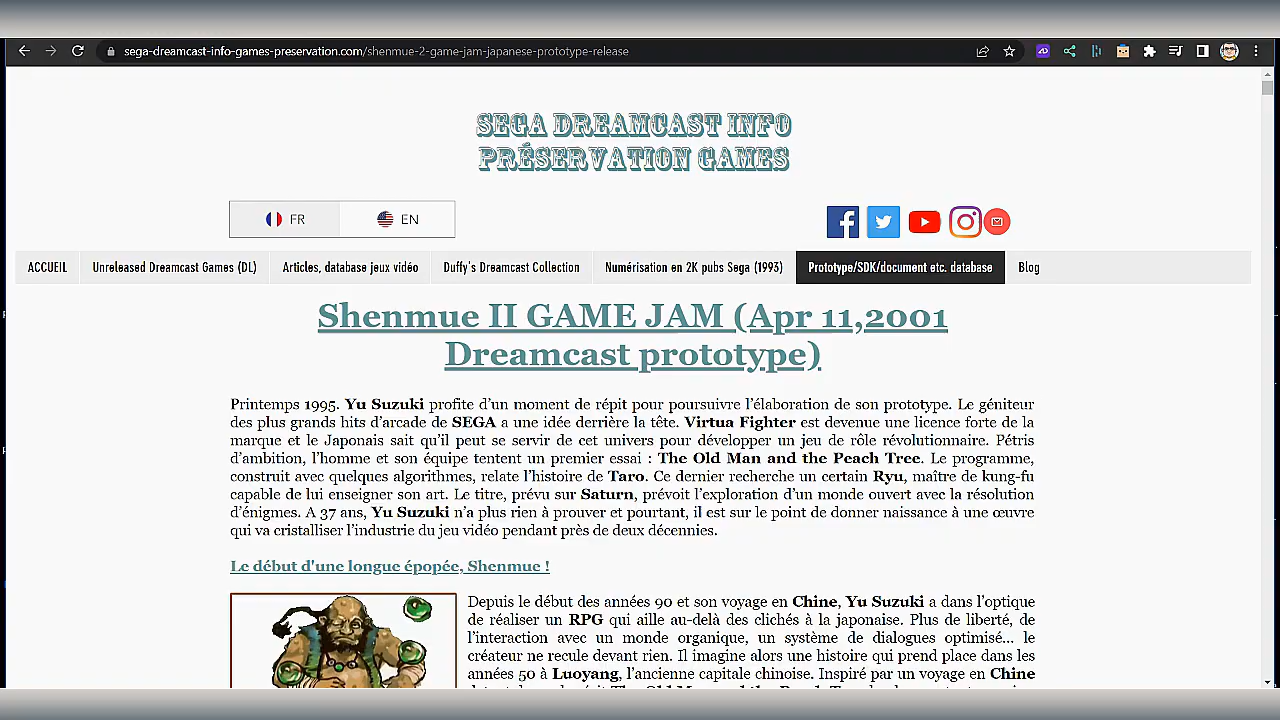 sega-dreamcast-info-games-preservation.com/shenmue-2-game-jam-japanese-prototype-release
SEGA DREAMCAST INFO
PRÉSERVATION GAMES
FR EN
ACCUEIL Unreleased Dreamcast Games (DL) Articles, database jeux vidéo Duffy's Dreamcast Collection Numérisation en 2K pubs Sega (1993) Prototype/SDK/document etc. database Blog
Shenmue II GAME JAM (Apr 11,2001
Dreamcast prototype)
Printemps 1995. Yu Suzuki profite d'un moment de répit pour poursuivre l'élaboration de son prototype. Le géniteur
des plus grands hits d'arcade de SEGA a une idée derrière la tête. Virtua Fighter est devenue une licence forte de la
marque et le Japonais sait qu'il peut se servir de cet univers pour développer un jeu de rôle révolutionnaire. Pétris
d'ambition, l'homme et son équipe tentent un premier essai : The Old Man and the Peach Tree. Le programme,
construit avec quelques algorithmes, relate l'histoire de Taro. Ce dernier recherche un certain Ryu, maître de kung-fu
capable de lui enseigner son art. Le titre, prévu sur Saturn, prévoit l'exploration d'un monde ouvert avec la résolution
d'énigmes. A 37 ans, Yu Suzuki n'a plus rien à prouver et pourtant, il est sur le point de donner naissance à une œuvre
qui va cristalliser l'industrie du jeu vidéo pendant près de deux décennies.
Le début d'une longue épopée, Shenmue !
Depuis le début des années 90 et son voyage en Chine, Yu Suzuki a dans l'optique
de réaliser un RPG qui aille au-delà des clichés à la japonaise. Plus de liberté, de
l'interaction avec un monde organique, un système de dialogues optimisé... le
créateur ne recule devant rien. Il imagine alors une histoire qui prend place dans les
années 50 à Luoyang, l'ancienne capitale chinoise. Inspiré par un voyage en Chine